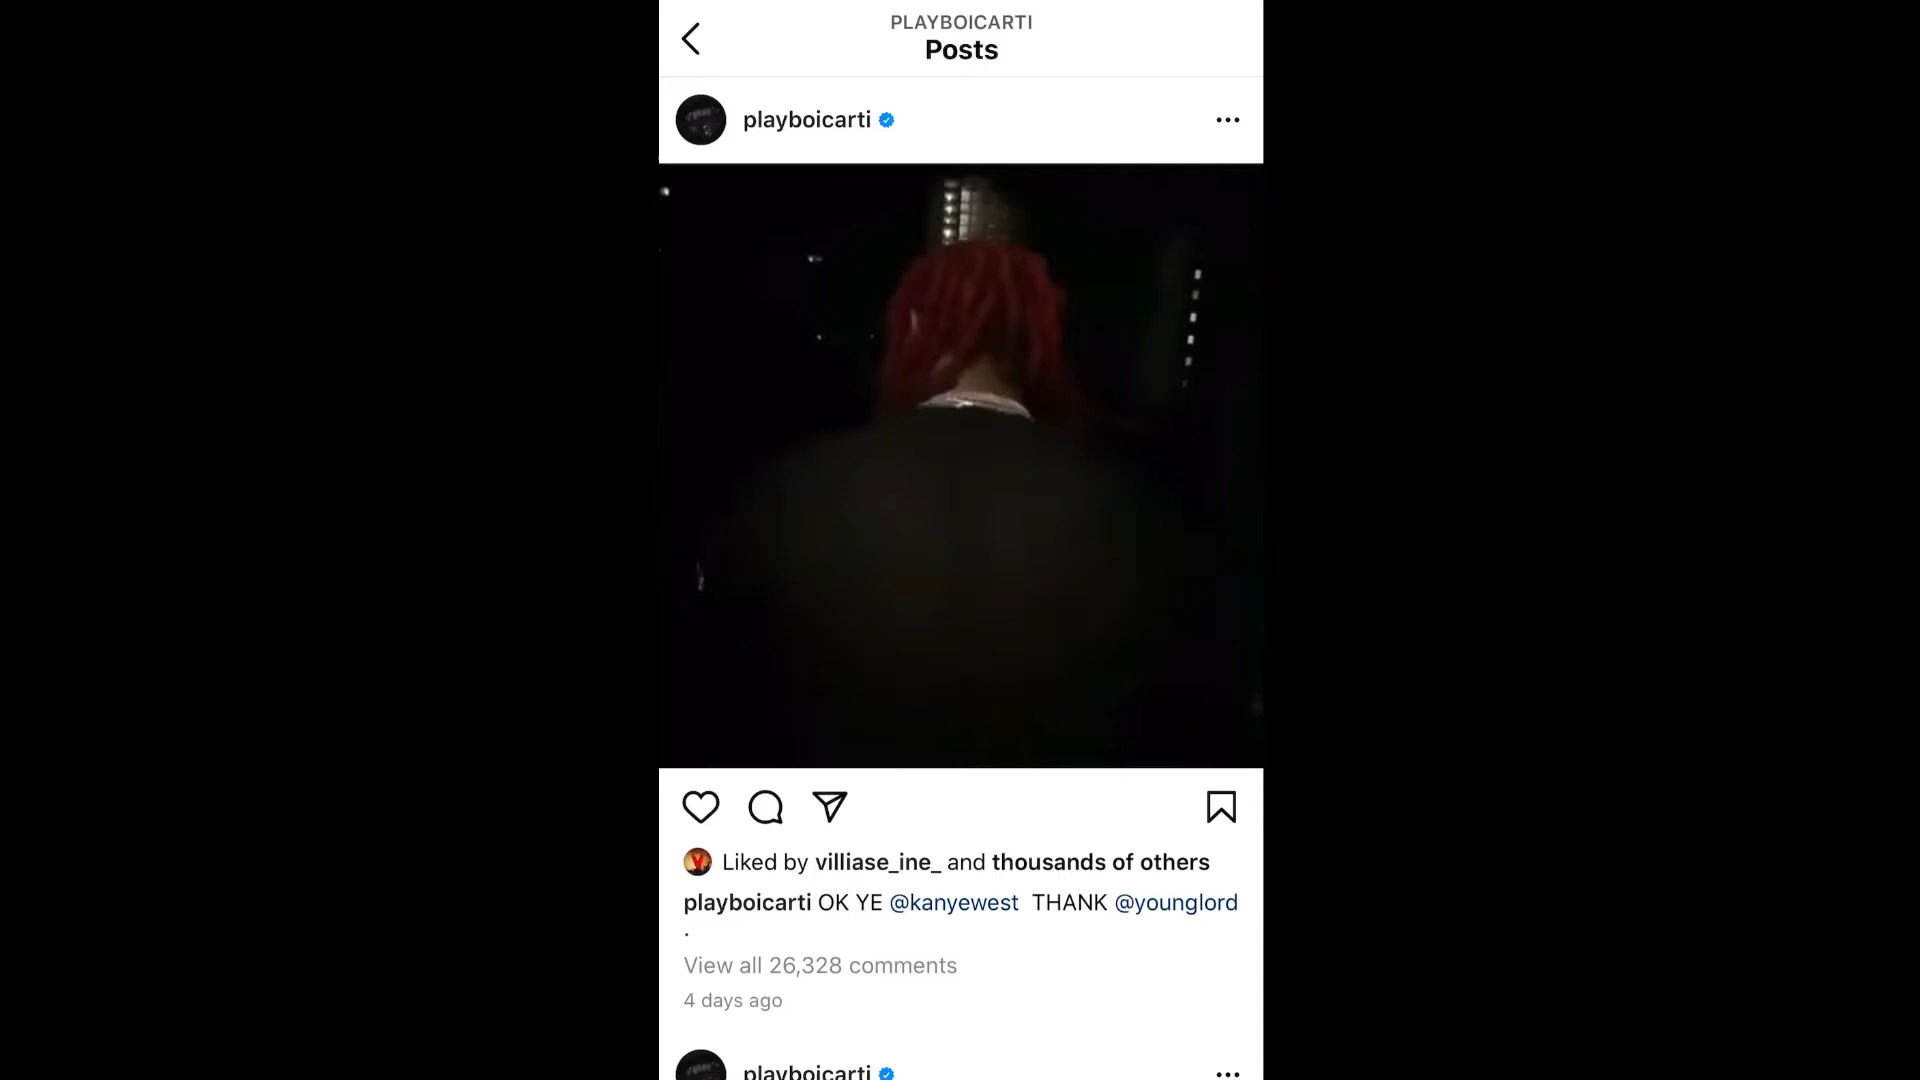 PLAYBOICARTI
Posts
playboicarti
Liked by villiase_ine_ and thousands of others
playboicarti OK YE @kanyewest THANK @younglord
.
View all 26,328 comments
4 days ago
playboicarti